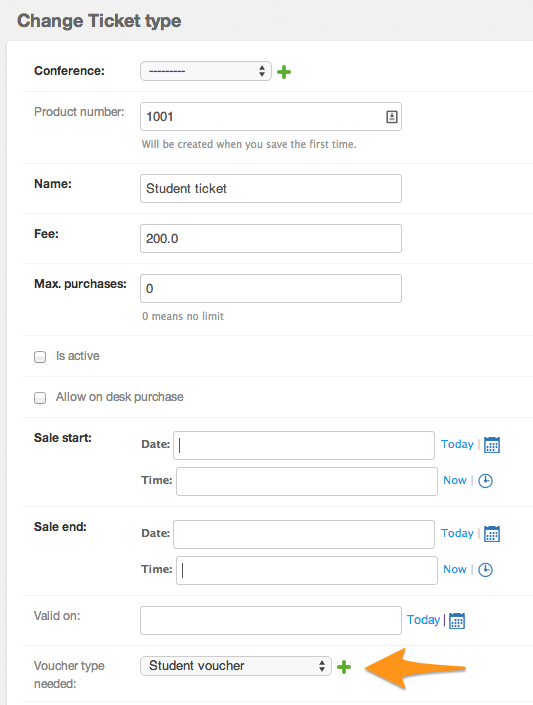 Change Ticket type
Conference: ---------
Product number: 1001
Will be created when you save the first time.
Name: Student ticket
Fee: 200.0
Max. purchases: 0
0 means no limit
Is active
Allow on desk purchase
Sale start: Date: Today |
Time: Now |
Sale end: Date: Today |
Time: Now |
Valid on: Today |
Voucher type Student voucher
needed: